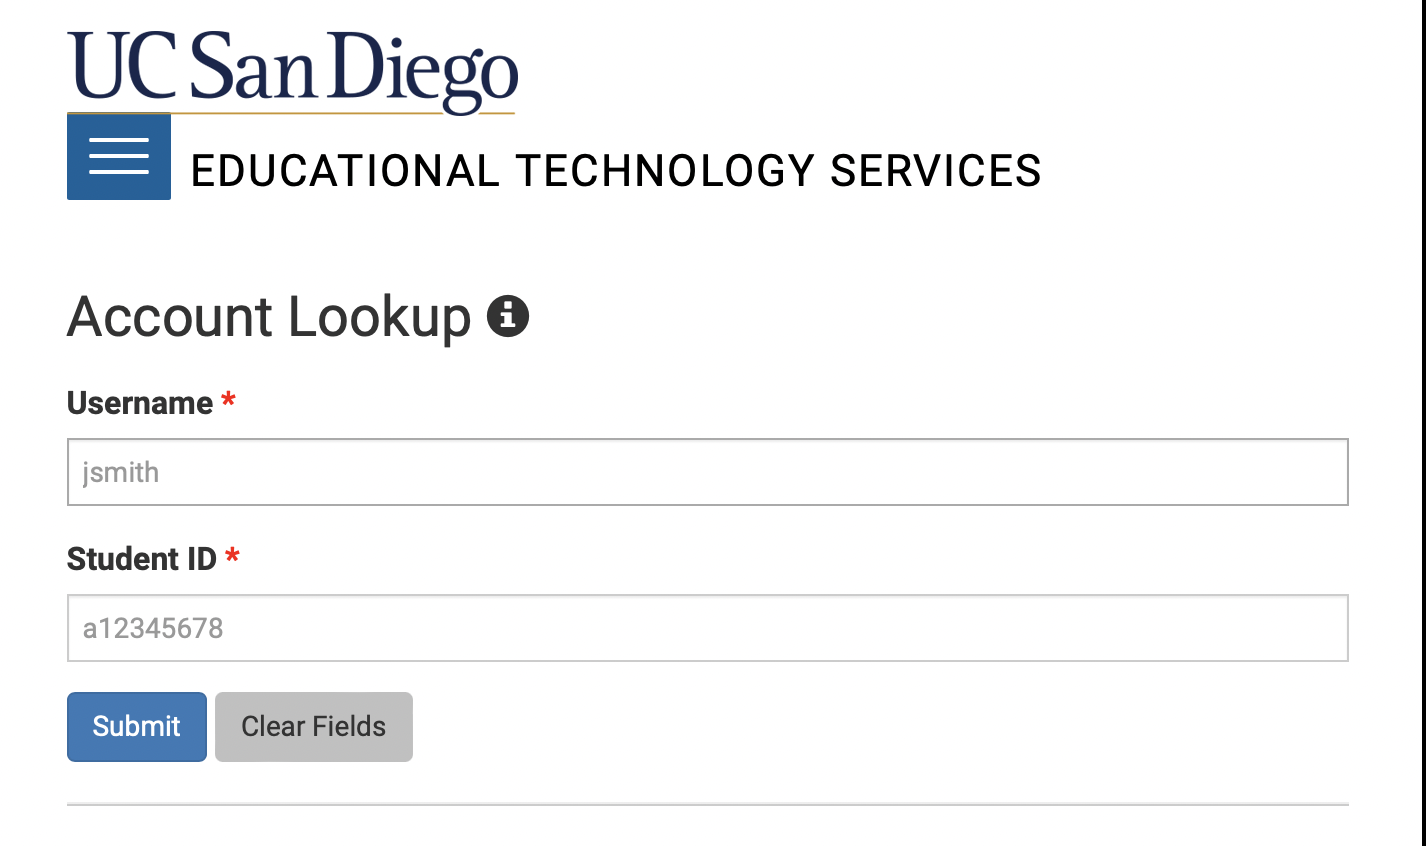 UC San Diego
EDUCATIONAL TECHNOLOGY SERVICES
Account Lookup
Username *
jsmith
Student ID *
a12345678
Submit Clear Fields